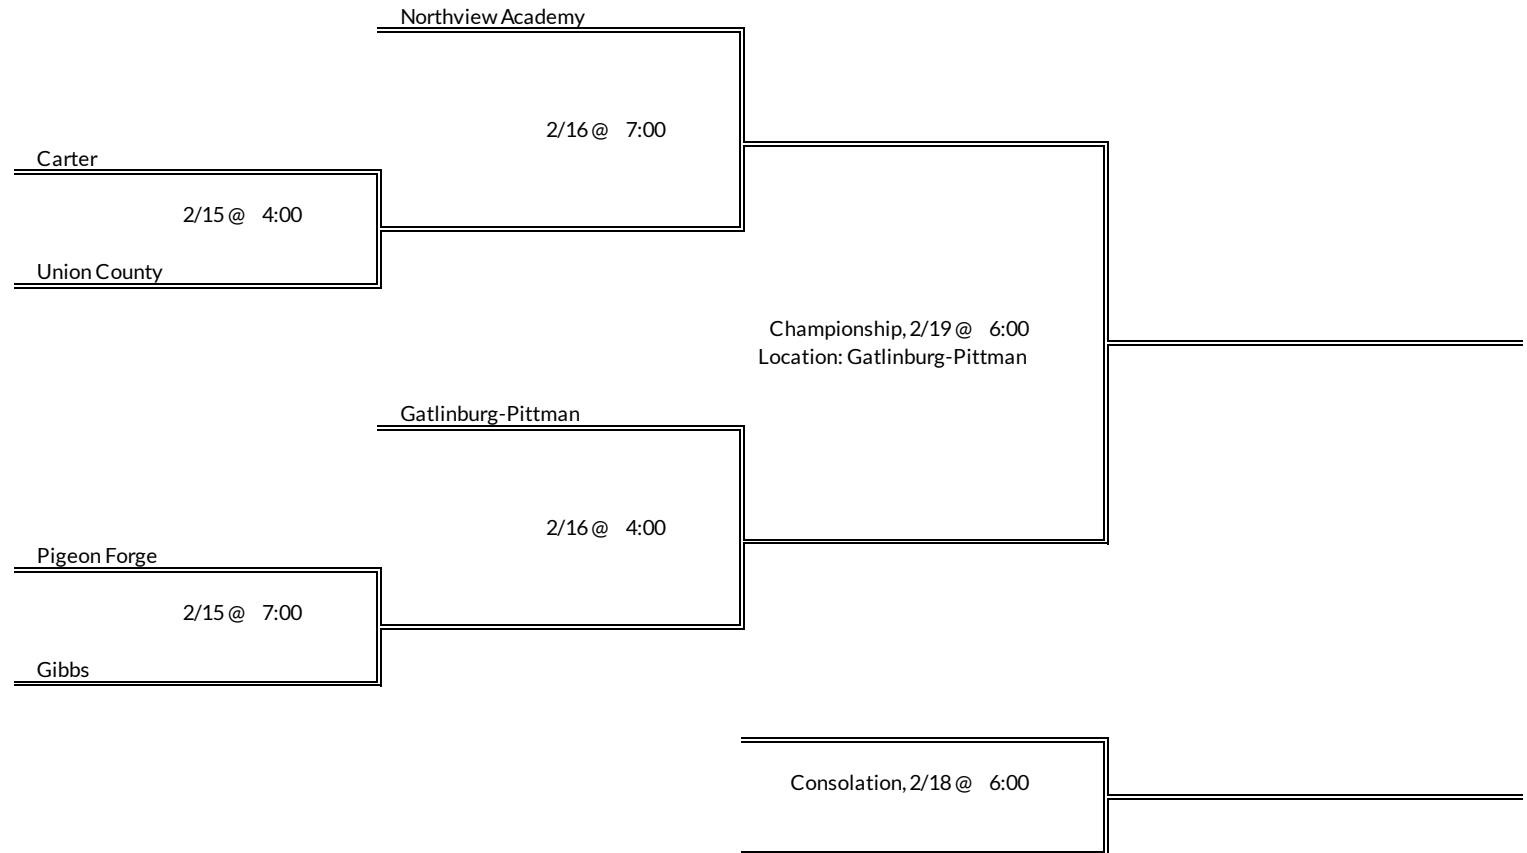 Northview Academy
2/16 @ 7:00
Carter
2/15 @ 4:00
Union County
Championship, 2/19 @ 6:00
Location: Gatlinburg-Pittman
Gatlinburg-Pittman
2/16 @ 4:00
Pigeon Forge
2/15 @ 7:00
Gibbs
Consolation, 2/18 @ 6:00